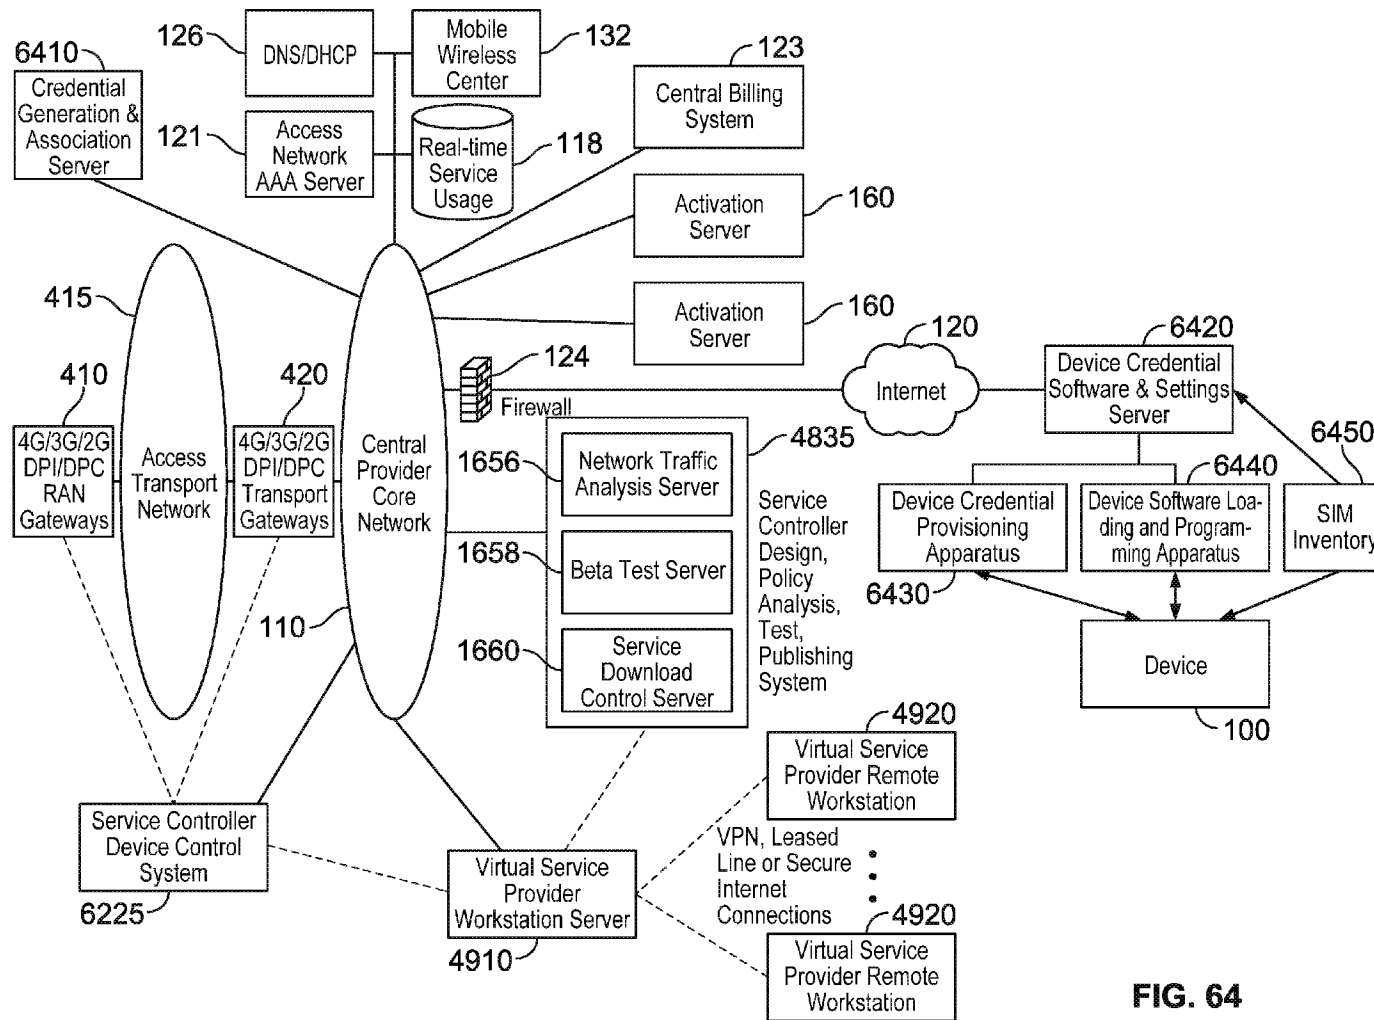 6410
Credential
Generation &
Association
Server
126
DNS/DHCP
Mobile
Wireless
Center
132
121
Access
Network
AAA Server
Real-time
Service
Usage
118
123
Central Billing
System
160
Activation
Server
160
Activation
Server
415
410
4G/3G/2G
DPI/DPC
RAN
Gateways
Access
Transport
Network
420
4G/3G/2G
DPI/DPC
Transport
Gateways
Central
Provider
Core
Network
110
124
Firewall
120
Internet
6420
Device Credential
Software & Settings
Server
4835
1656
Network Traffic
Analysis Server
1658
Beta Test Server
1660
Service
Download
Control Server
Service
Controller
Design,
Policy
Analysis,
Test,
Publishing
System
Device Credential
Provisioning
Apparatus
6430
6440
Device Software Loa-
ding and Program-
ming Apparatus
6450
SIM
Inventory
Device
100
Service Controller
Device Control
System
6225
Virtual Service
Provider
Workstation Server
4910
VPN, Leased
Line or Secure
Internet
Connections
4920
Virtual Service
Provider Remote
Workstation
4920
Virtual Service
Provider Remote
Workstation
FIG. 64